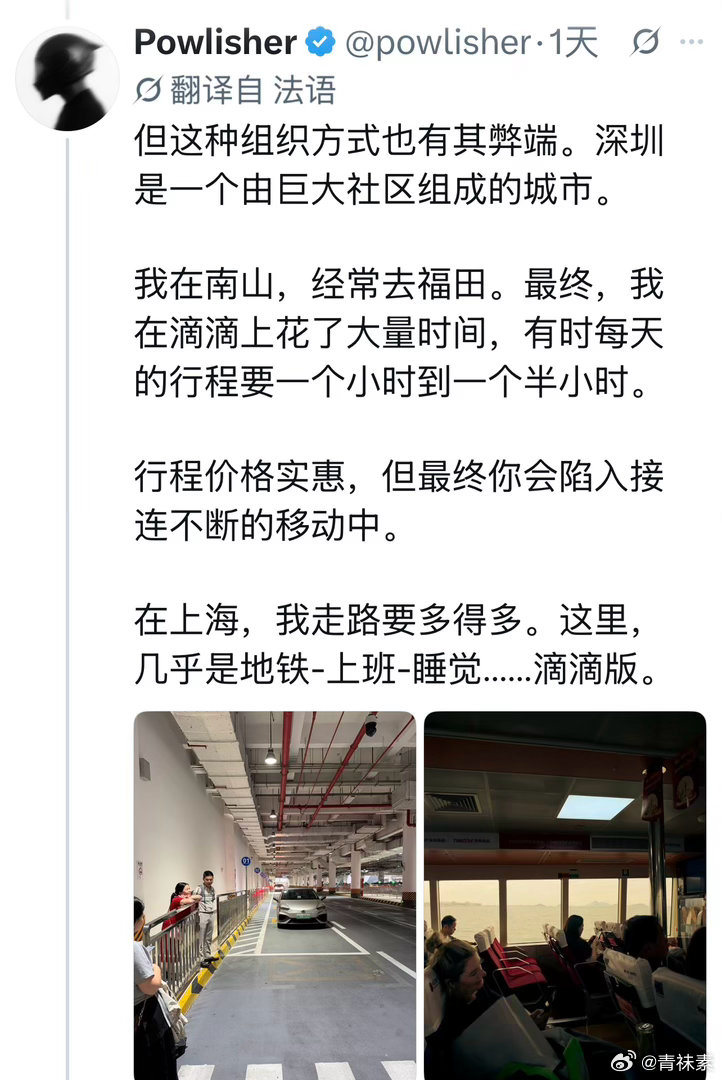 Powlisher @powlisher·1天
翻译自 法语
但这种组织方式也有其弊端。深圳
是一个由巨大社区组成的城市。
我在南山，经常去福田。最终，我
在滴滴上花了大量时间，有时每天
的行程要一个小时到一个半小时。
行程价格实惠，但最终你会陷入接
连不断的移动中。
在上海，我走路要多得多。这里，
几乎是地铁-上班-睡觉......滴滴版。
91
@青袜素